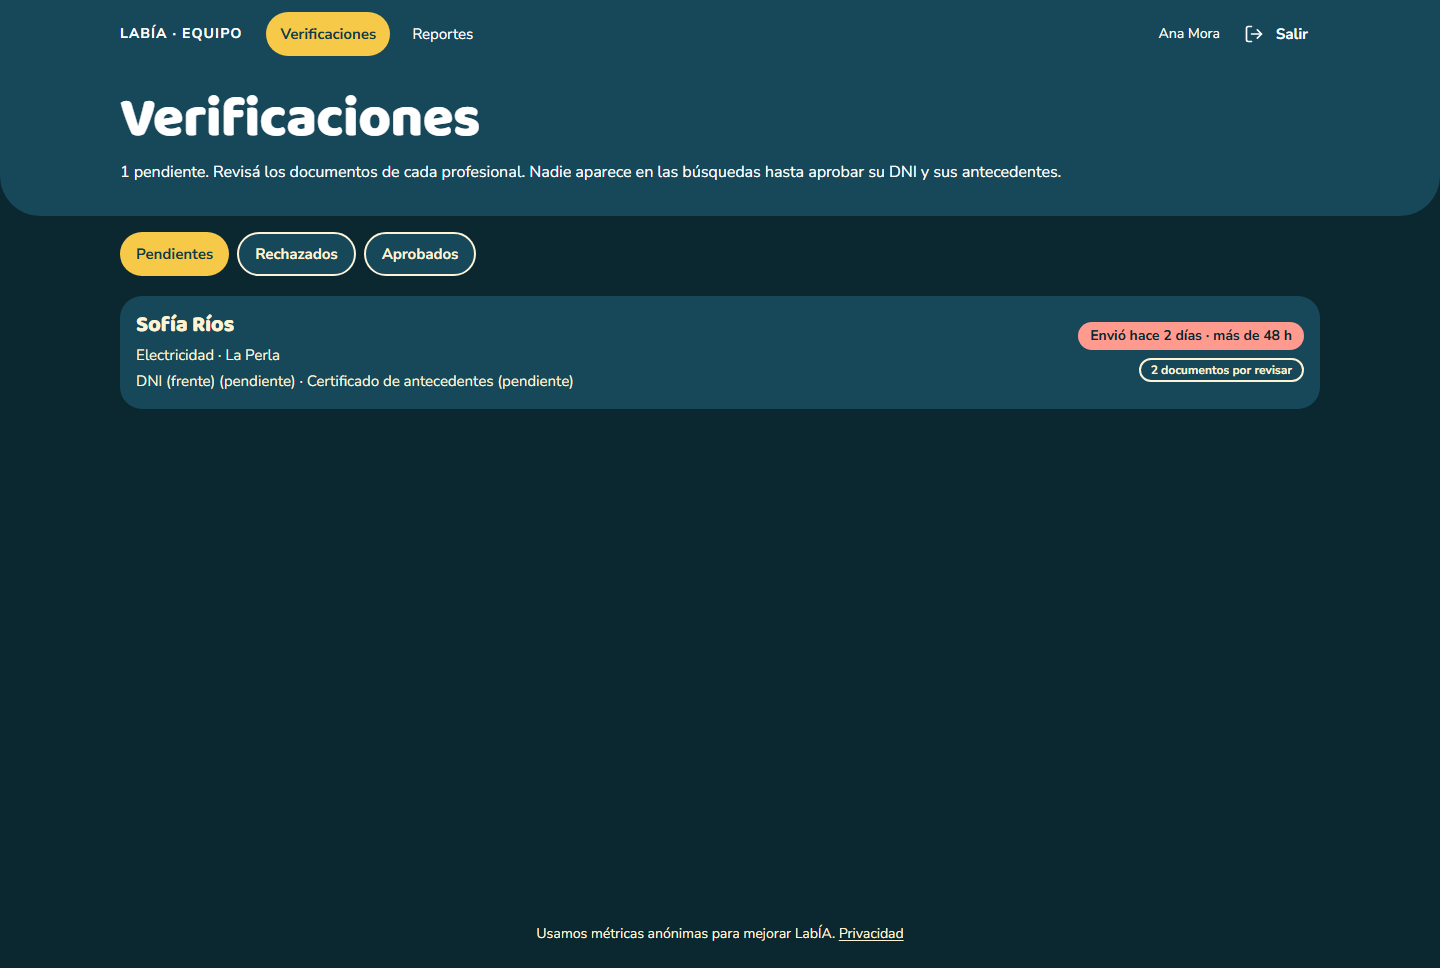 LABÍA · EQUIPO
Verificaciones
Reportes
Ana Mora
Salir
Verificaciones
1 pendiente. Revisá los documentos de cada profesional. Nadie aparece en las búsquedas hasta aprobar su DNI y sus antecedentes.
Pendientes
Rechazados
Aprobados
Sofía Ríos
Electricidad · La Perla
DNI (frente) (pendiente) · Certificado de antecedentes (pendiente)
Envió hace 2 días · más de 48 h
2 documentos por revisar
Usamos métricas anónimas para mejorar LabÍA. Privacidad